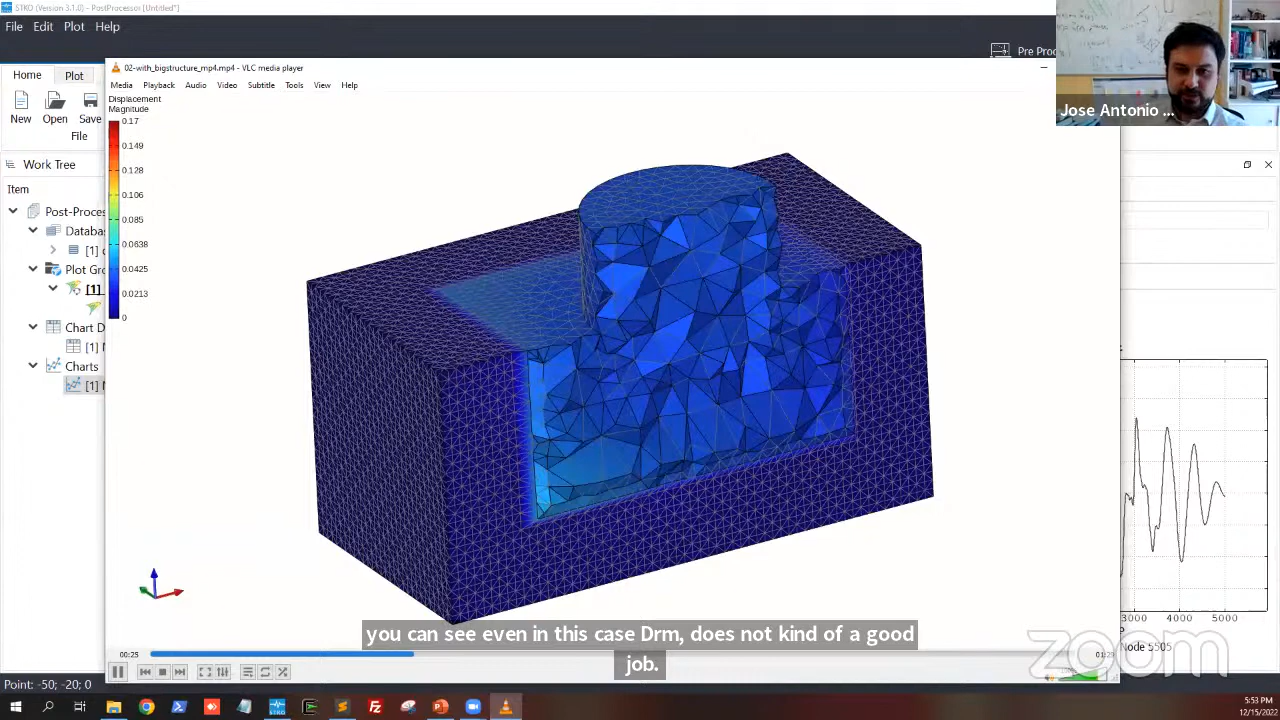 STKO (Version 3.1.0) - PostProcessor [Untitled*]
File Edit Plot Help
Pre Proc
02-with_bigstructure_mp4.mp4 - VLC media player
Home Plot
Media Playback Audio Video Subtitle Tools View Help
New Open Save
File
Displacement
Magnitude
0.17
0.149
0.128
0.106
0.085
0.0638
0.0425
0.0213
0
Jose Antonio ...
Work Tree
Item
Post-Proces
Databas
[1]
Plot Gro
[1]
Chart D
[1]
Charts
[1]
3000 4000 5000
Node 5505
you can see even in this case Drm, does not kind of a good
job.
00:25
01:29
zoom
Point: -50; -20; 0
5:53 PM
12/15/2022